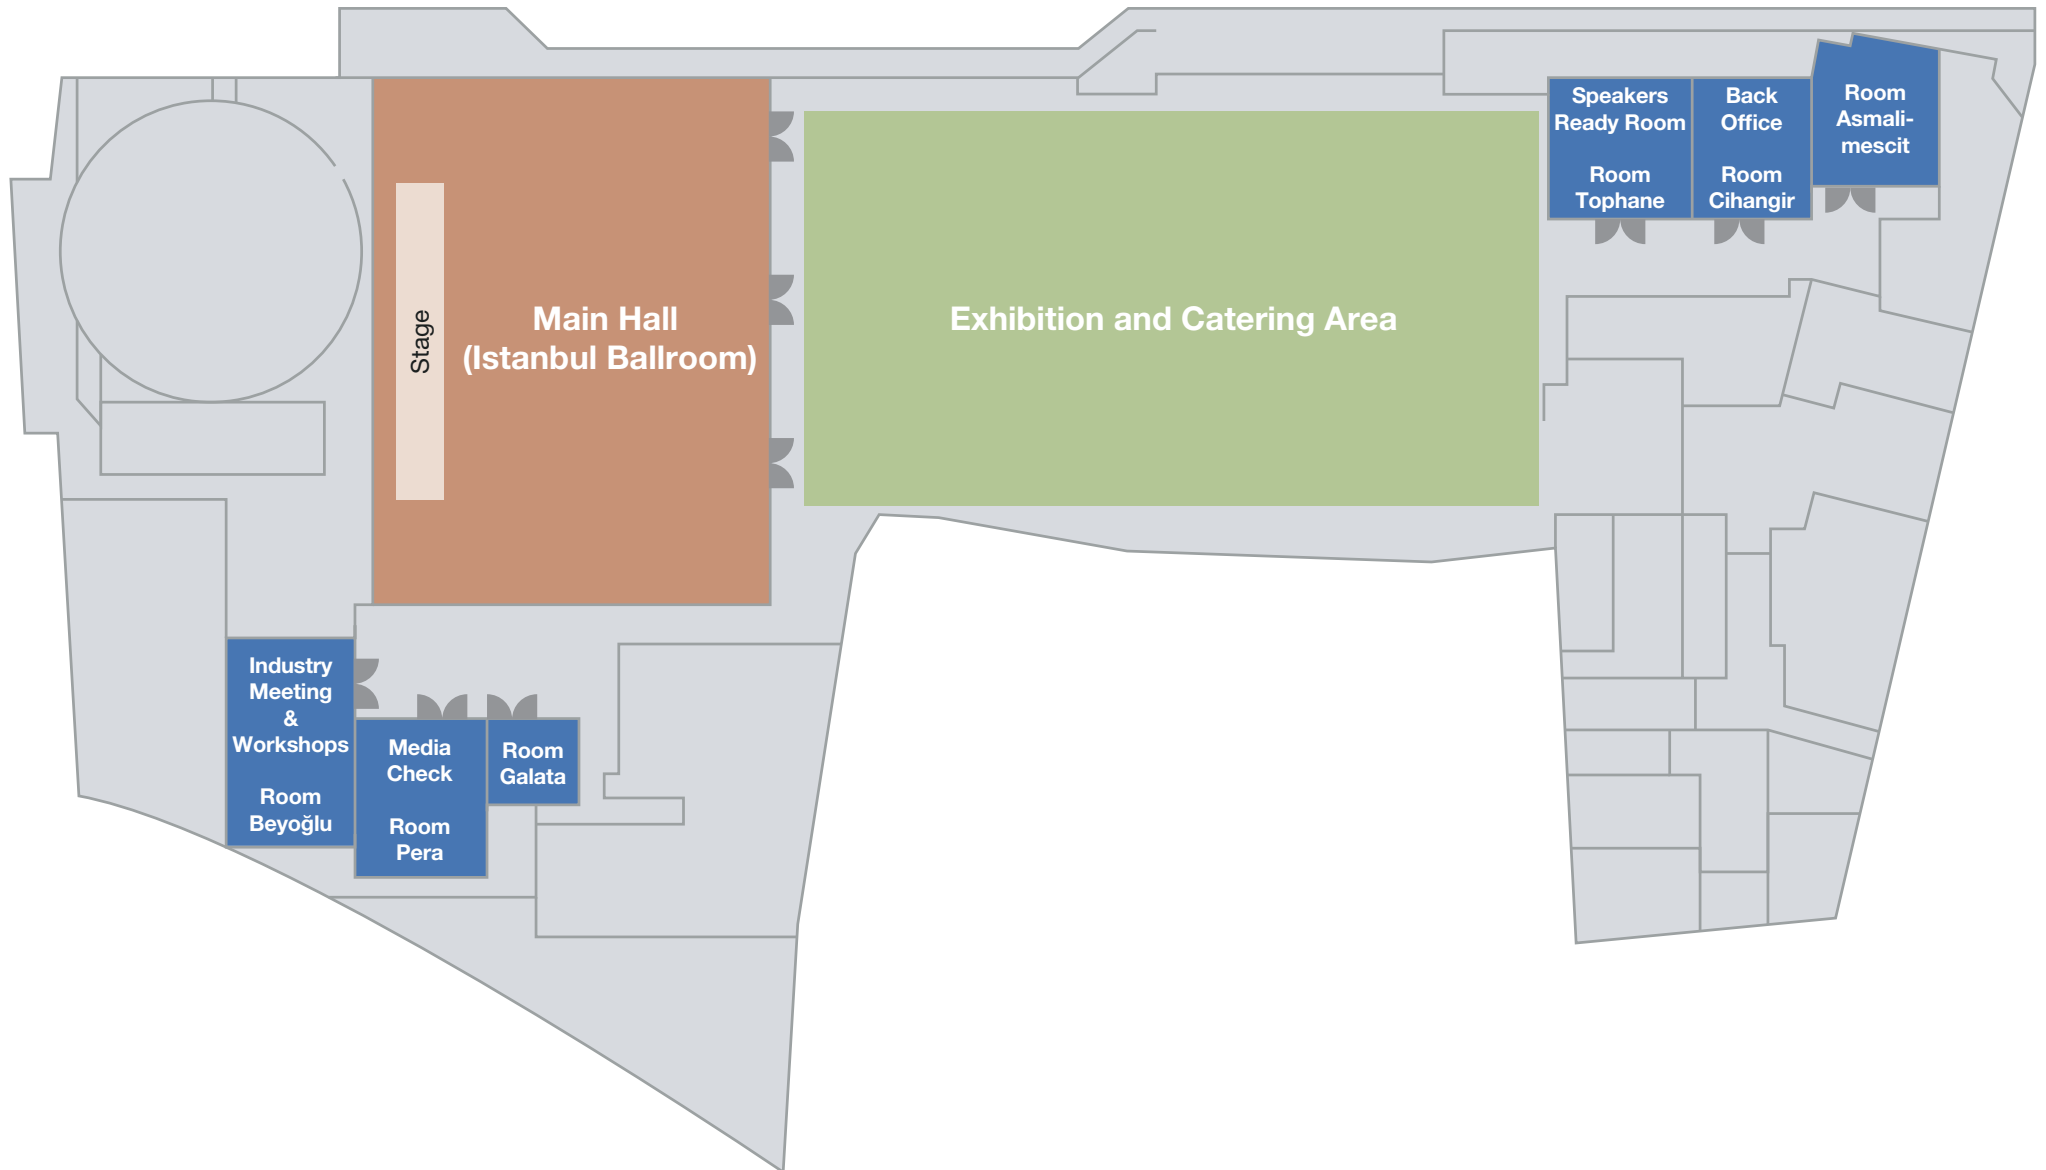 Speakers
Ready Room
Room
Tophane
Back
Office
Room
Cihangir
Room
Asmali-
mescit
Stage
Main Hall
(Istanbul Ballroom)
Exhibition and Catering Area
Industry
Meeting
&
Workshops
Room
Beyoğlu
Media
Check
Room
Pera
Room
Galata